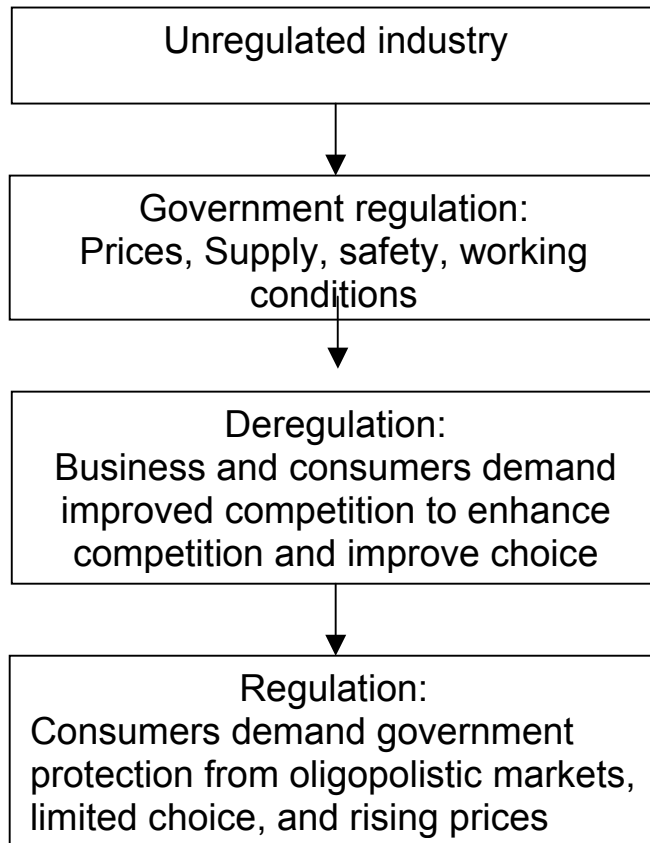 Unregulated industry
Government regulation:
Prices, Supply, safety, working
conditions
Deregulation:
Business and consumers demand
improved competition to enhance
competition and improve choice
Regulation:
Consumers demand government
protection from oligopolistic markets,
limited choice, and rising prices